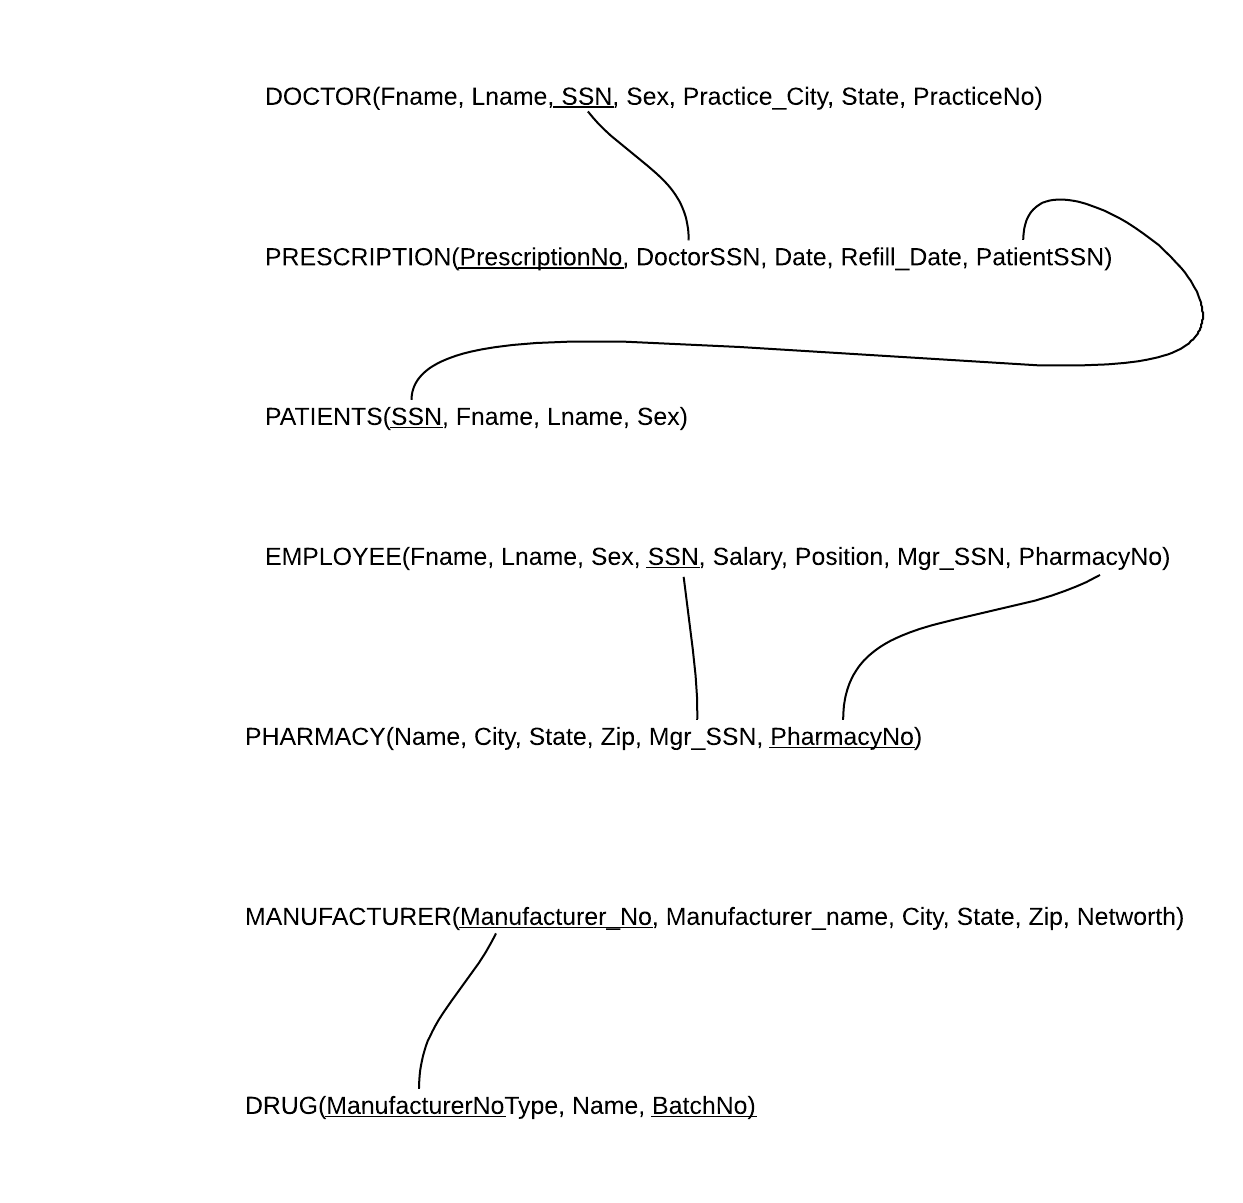 DOCTOR(Fname, Lname, SSN, Sex, Practice_City, State, PracticeNo)
PRESCRIPTION(PrescriptionNo, DoctorSSN, Date, Refill_Date, PatientSSN)
PATIENTS(SSN, Fname, Lname, Sex)
EMPLOYEE(Fname, Lname, Sex, SSN, Salary, Position, Mgr_SSN, PharmacyNo)
PHARMACY(Name, City, State, Zip, Mgr_SSN, PharmacyNo)
MANUFACTURER(Manufacturer_No, Manufacturer_name, City, State, Zip, Networth)
DRUG(ManufacturerNoType, Name, BatchNo)